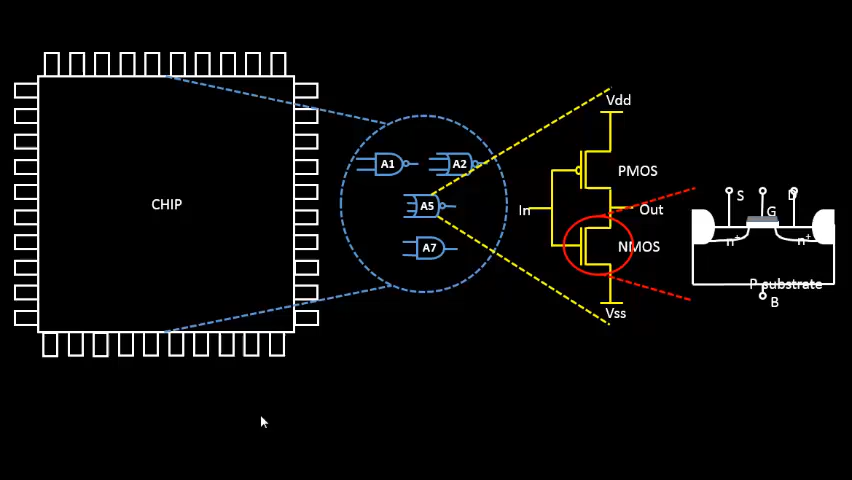 CHIP
A1
A2
A5
A7
Vdd
PMOS
In
Out
NMOS
Vss
S
G
D
n+
n+
P substrate
B